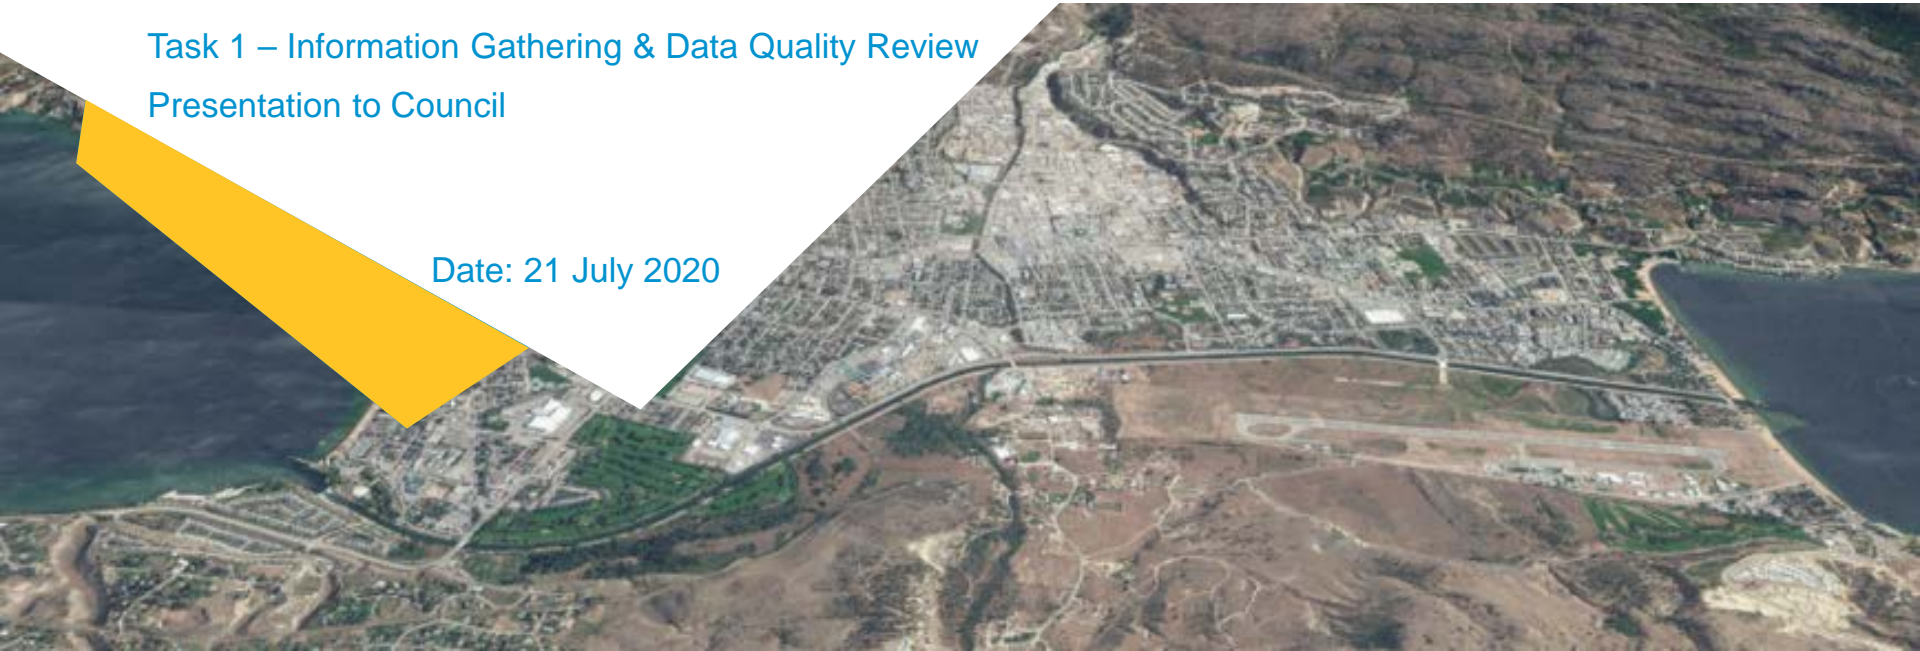 Task 1 – Information Gathering & Data Quality Review
Presentation to Council
Date: 21 July 2020